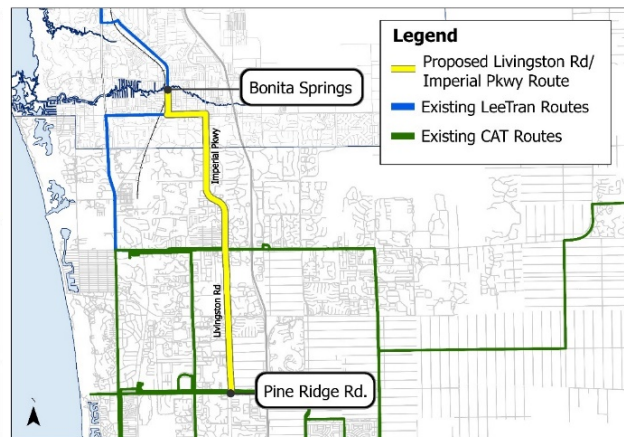 Legend
Proposed Livingston Rd/
Imperial Pkwy Route
Existing LeeTran Routes
Existing CAT Routes
Bonita Springs
Imperial Pkwy
Livingston Rd
Pine Ridge Rd.